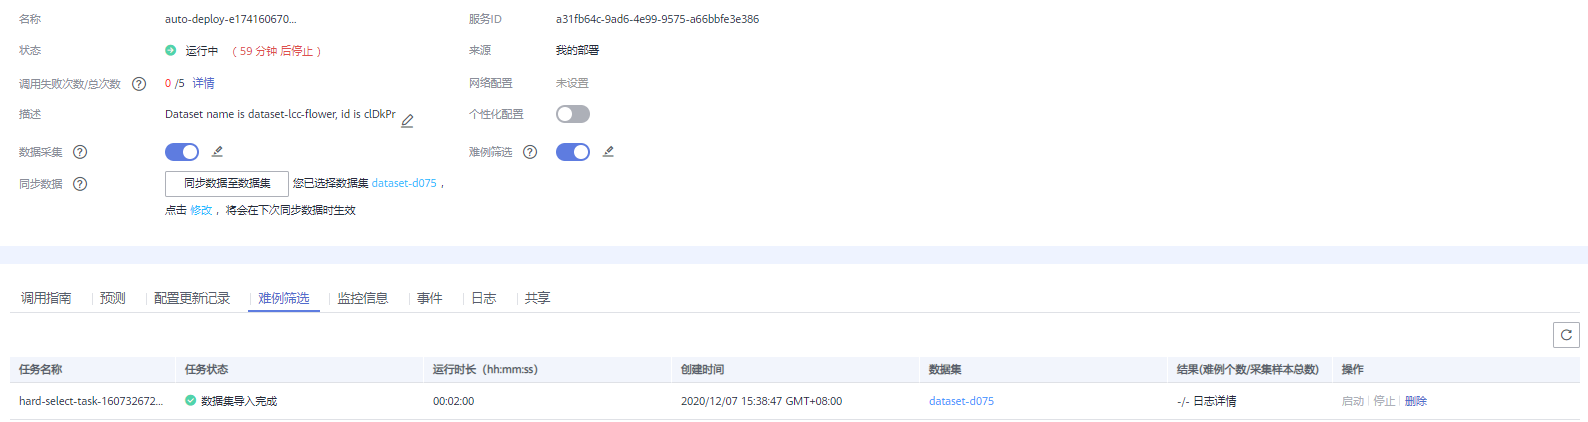 名称 auto-deploy-e174160670... 服务ID a31fb64c-9ad6-4e99-9575-a66bbfe3e386
状态 运行中 （ 59 分钟 后停止 ） 来源 我的部署
调用失败次数/总次数 ? 0 /5 详情 网络配置 未设置
描述 Dataset name is dataset-lcc-flower, id is clDkPr 个性化配置
数据采集 ? 难例筛选 ?
同步数据 ? 同步数据至数据集 您已选择数据集 dataset-d075 ，
点击 修改 ， 将会在下次同步数据时生效
调用指南 预测 配置更新记录 难例筛选 监控信息 事件 日志 共享
任务名称 任务状态 运行时长（hh:mm:ss） 创建时间 数据集 结果(难例个数/采集样本总数) 操作
hard-select-task-160732672... 数据集导入完成 00:02:00 2020/12/07 15:38:47 GMT+08:00 dataset-d075 -/- 日志详情 启动 停止 删除